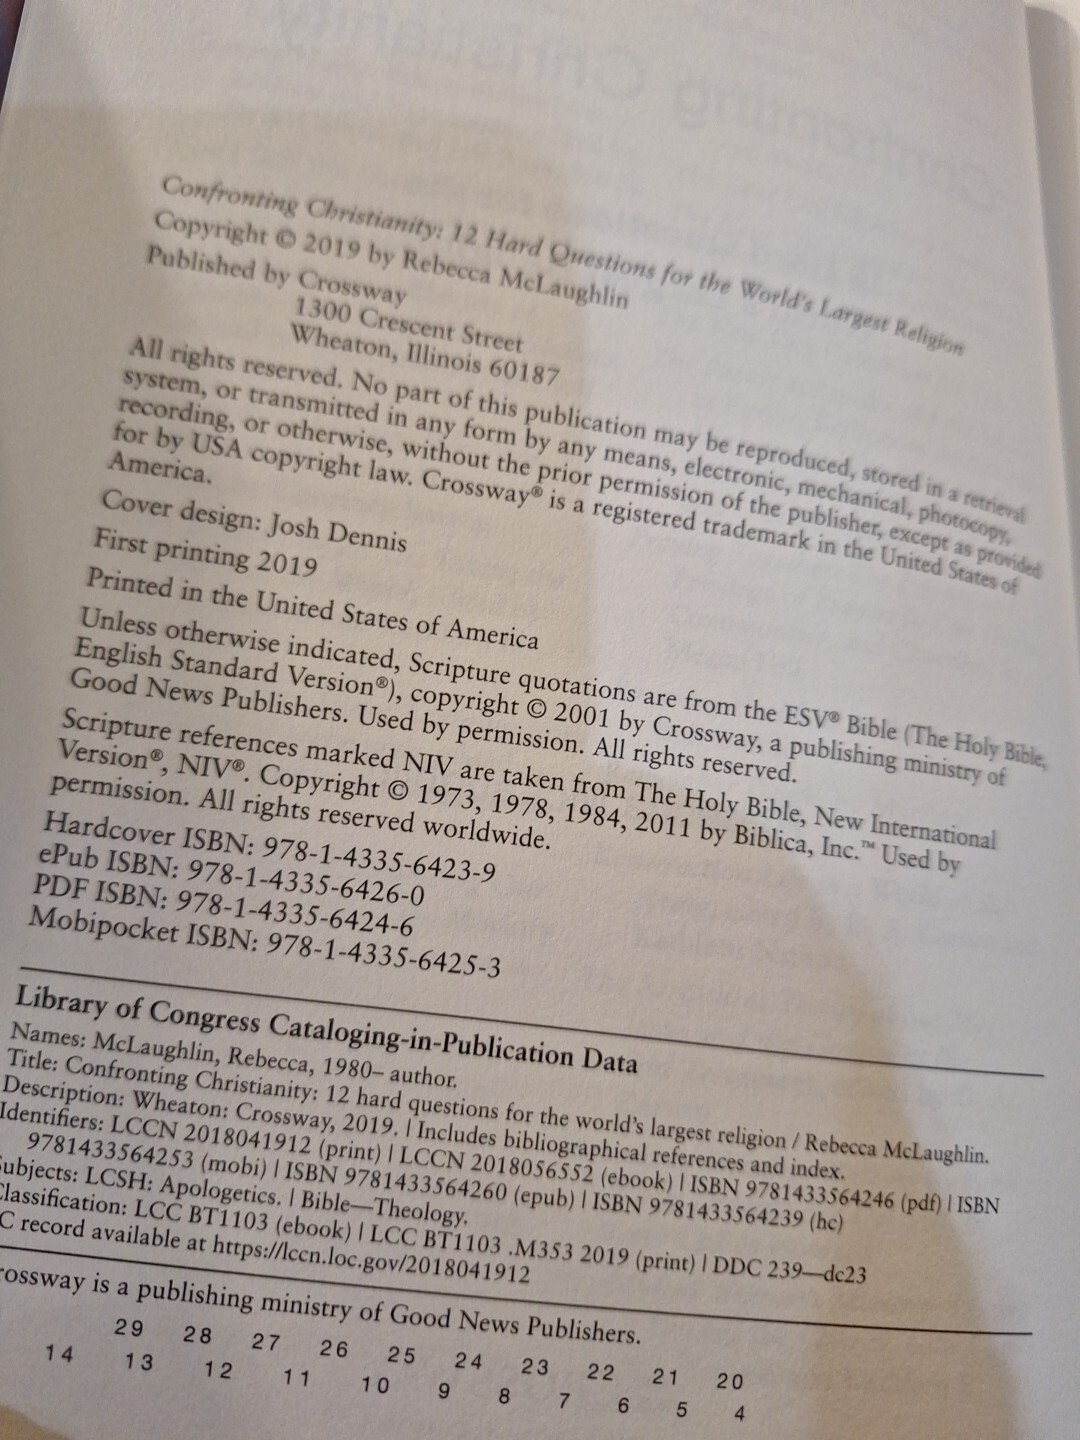 Confronting Christianity: 12 Hard Questions for the World's Largest Religion
Copyright © 2019 by Rebecca McLaughlin
Published by Crossway
1300 Crescent Street
Wheaton, Illinois 60187
All rights reserved. No part of this publication may be reproduced, stored in a retrieval
system, or transmitted in any form by any means, electronic, mechanical, photocopy,
recording, or otherwise, without the prior permission of the publisher, except as provided
for by USA copyright law. Crossway® is a registered trademark in the United States of
America.
Cover design: Josh Dennis
First printing 2019
Printed in the United States of America
Unless otherwise indicated, Scripture quotations are from the ESV® Bible (The Holy Bible,
English Standard Version®), copyright © 2001 by Crossway, a publishing ministry of
Good News Publishers. Used by permission. All rights reserved.
Scripture references marked NIV are taken from The Holy Bible, New International
Version®, NIV®. Copyright © 1973, 1978, 1984, 2011 by Biblica, Inc.™ Used by
permission. All rights reserved worldwide.
Hardcover ISBN: 978-1-4335-6423-9
ePub ISBN: 978-1-4335-6426-0
PDF ISBN: 978-1-4335-6424-6
Mobipocket ISBN: 978-1-4335-6425-3
Library of Congress Cataloging-in-Publication Data
Names: McLaughlin, Rebecca, 1980– author.
Title: Confronting Christianity: 12 hard questions for the world's largest religion / Rebecca McLaughlin.
Description: Wheaton: Crossway, 2019. | Includes bibliographical references and index.
Identifiers: LCCN 2018041912 (print) | LCCN 2018056552 (ebook) | ISBN 9781433564246 (pdf) | ISBN
9781433564253 (mobi) | ISBN 9781433564260 (epub) | ISBN 9781433564239 (hc)
ubjects: LCSH: Apologetics. | Bible—Theology.
lassification: LCC BT1103 (ebook) | LCC BT1103 .M353 2019 (print) | DDC 239—dc23
C record available at https://lccn.loc.gov/2018041912
rossway is a publishing ministry of Good News Publishers.
29 28 27 26 25 24 23 22 21 20
14 13 12 11 10 9 8 7 6 5 4